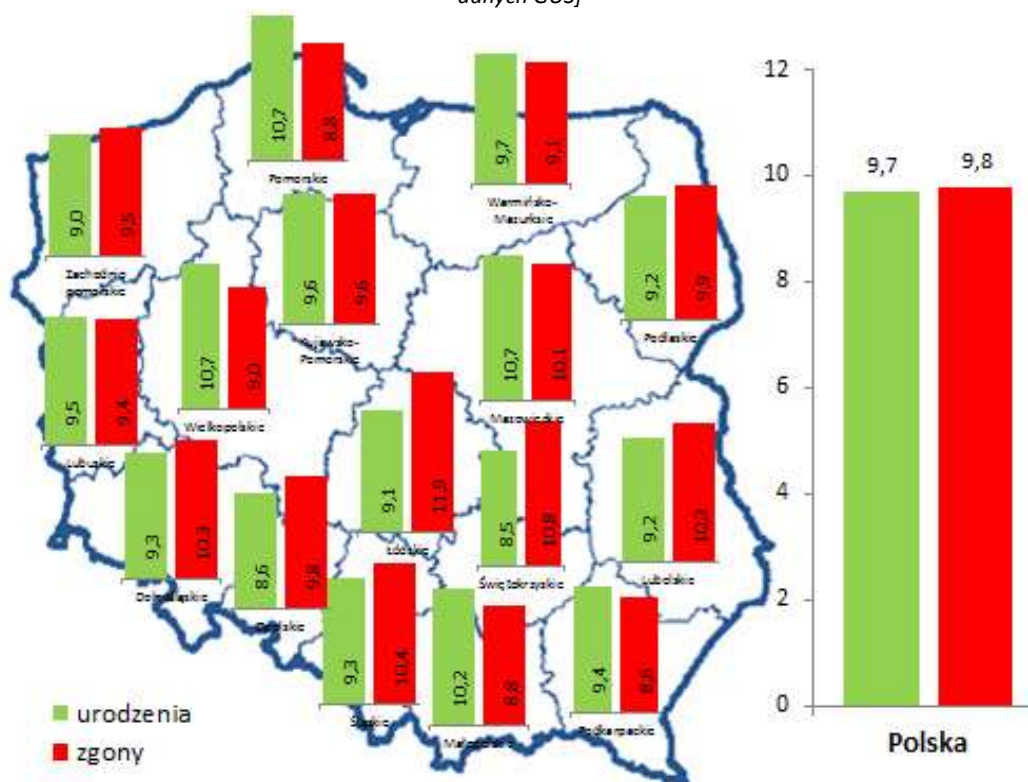 danych GUS)
12
10
8
6
4
2
0
9,7
9,8
Polska
10,7
8,8
Pomorskie
9,7
9,1
Warmińsko-
Mazurksie
9,0
9,5
Zachodnio
pomorskie
9,6
9,6
Kujawsko-
Pomorskie
9,2
9,9
Podlaskie
10,7
9,0
Wielkopolskie
10,7
10,1
Mazowieckie
9,5
9,4
Lubuskie
9,1
11,9
Łódzkie
9,3
10,3
Dolnośląskie
8,6
9,8
Opolskie
8,5
10,8
Świętokrzyskie
9,2
10,2
Lubelskie
9,3
10,4
Śląskie
10,2
8,8
Małopolskie
9,4
8,6
Podkarpackie
urodzenia
zgony